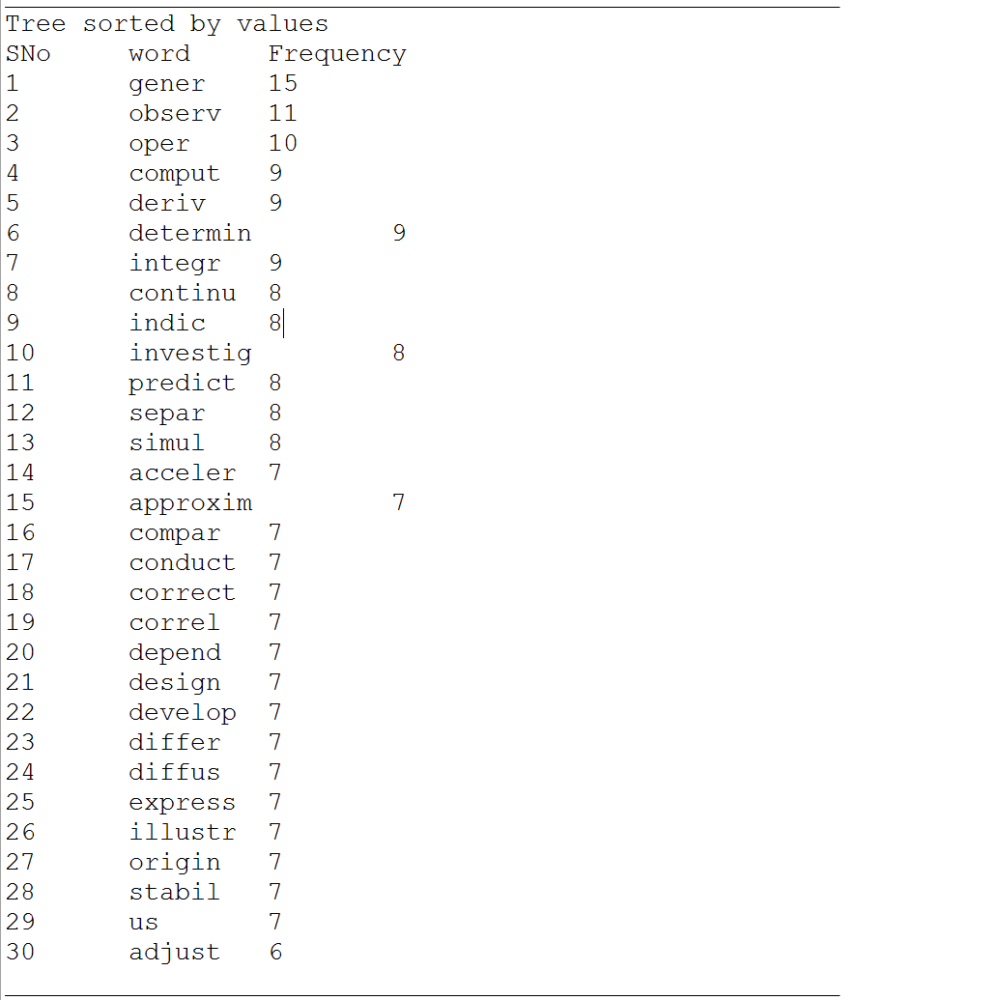 Tree sorted by values
SNo word Frequency
1 gener 15
2 observ 11
3 oper 10
4 comput 9
5 deriv 9
6 determin 9
7 integr 9
8 continu 8
9 indic 8
10 investig 8
11 predict 8
12 separ 8
13 simul 8
14 acceler 7
15 approxim 7
16 compar 7
17 conduct 7
18 correct 7
19 correl 7
20 depend 7
21 design 7
22 develop 7
23 differ 7
24 diffus 7
25 express 7
26 illustr 7
27 origin 7
28 stabil 7
29 us 7
30 adjust 6